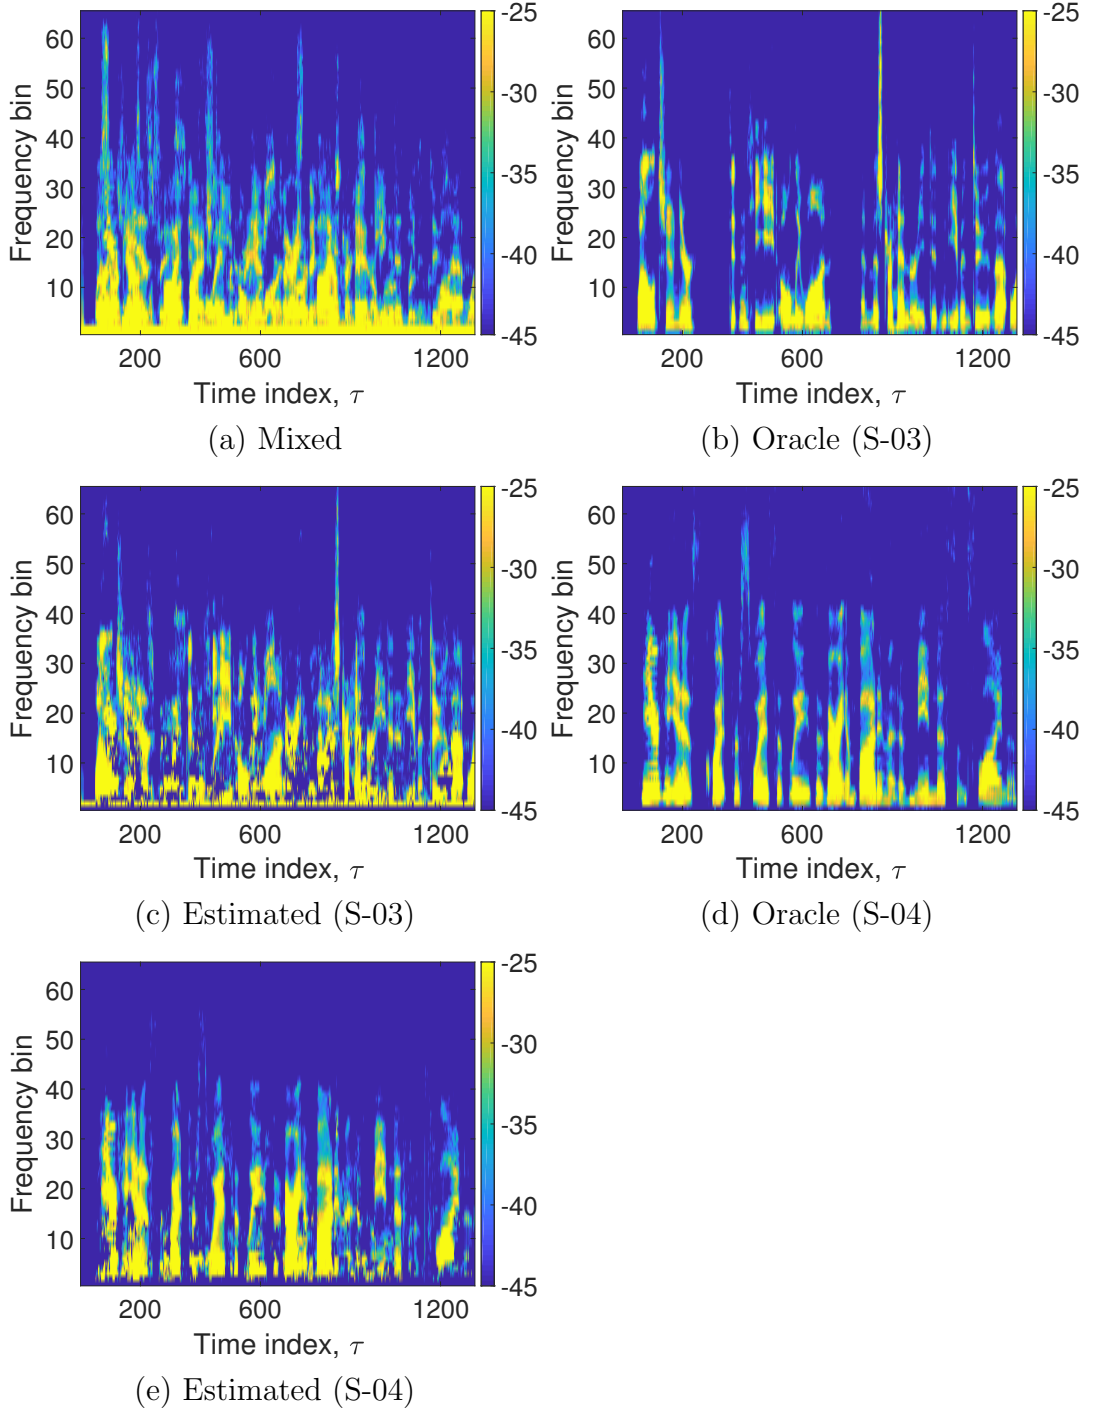 60
50
40
30
20
10
Frequency bin
200 600 1200
Time index, τ
-25
-30
-35
-40
-45
(a) Mixed
60
50
40
30
20
10
Frequency bin
200 600 1200
Time index, τ
-25
-30
-35
-40
-45
(b) Oracle (S-03)
60
50
40
30
20
10
Frequency bin
200 600 1200
Time index, τ
-25
-30
-35
-40
-45
(c) Estimated (S-03)
60
50
40
30
20
10
Frequency bin
200 600 1200
Time index, τ
-25
-30
-35
-40
-45
(d) Oracle (S-04)
60
50
40
30
20
10
Frequency bin
200 600 1200
Time index, τ
-25
-30
-35
-40
-45
(e) Estimated (S-04)